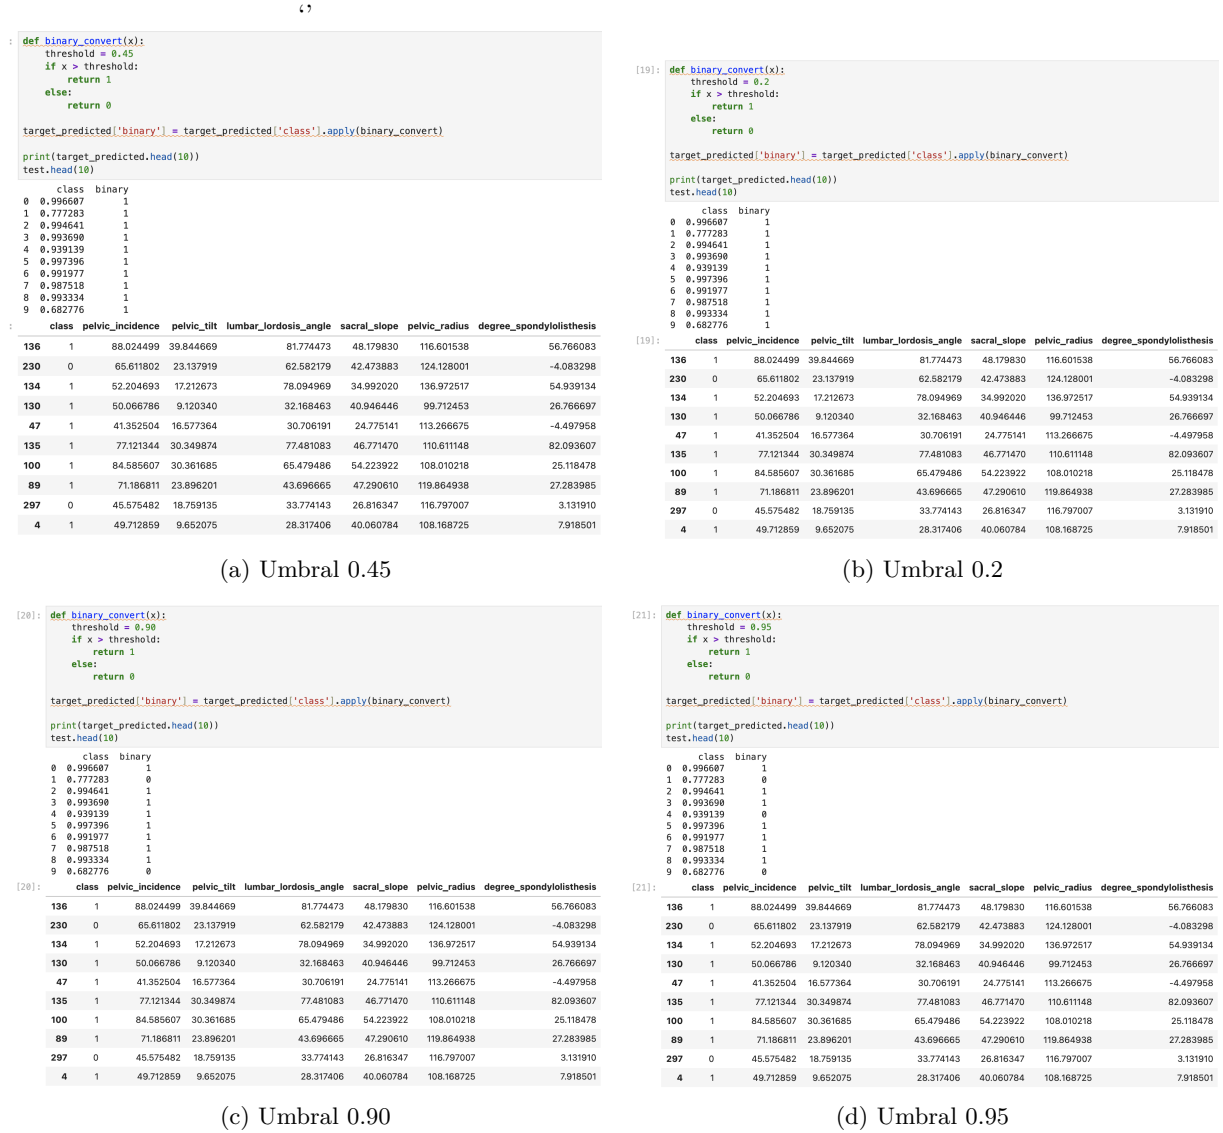 :
def binary_convert(x):
    threshold = 0.45
    if x > threshold:
        return 1
    else:
        return 0
target_predicted['binary'] = target_predicted['class'].apply(binary_convert)
print(target_predicted.head(10))
test.head(10)
class binary
0 0.996607 1
1 0.777283 1
2 0.994641 1
3 0.993690 1
4 0.939139 1
5 0.997396 1
6 0.991977 1
7 0.987518 1
8 0.993334 1
9 0.682776 1
:
class pelvic_incidence pelvic_tilt lumbar_lordosis_angle sacral_slope pelvic_radius degree_spondylolisthesis
136 1 88.024499 39.844669 81.774473 48.179830 116.601538 56.766083
230 0 65.611802 23.137919 62.582179 42.473883 124.128001 -4.083298
134 1 52.204693 17.212673 78.094969 34.992020 136.972517 54.939134
130 1 50.066786 9.120340 32.168463 40.946446 99.712453 26.766697
47 1 41.352504 16.577364 30.706191 24.775141 113.266675 -4.497958
135 1 77.121344 30.349874 77.481083 46.771470 110.611148 82.093607
100 1 84.585607 30.361685 65.479486 54.223922 108.010218 25.118478
89 1 71.186811 23.896201 43.696665 47.290610 119.864938 27.283985
297 0 45.575482 18.759135 33.774143 26.816347 116.797007 3.131910
4 1 49.712859 9.652075 28.317406 40.060784 108.168725 7.918501
(a) Umbral 0.45
[19]:
def binary_convert(x):
    threshold = 0.2
    if x > threshold:
        return 1
    else:
        return 0
target_predicted['binary'] = target_predicted['class'].apply(binary_convert)
print(target_predicted.head(10))
test.head(10)
class binary
0 0.996607 1
1 0.777283 1
2 0.994641 1
3 0.993690 1
4 0.939139 1
5 0.997396 1
6 0.991977 1
7 0.987518 1
8 0.993334 1
9 0.682776 1
[19]:
class pelvic_incidence pelvic_tilt lumbar_lordosis_angle sacral_slope pelvic_radius degree_spondylolisthesis
136 1 88.024499 39.844669 81.774473 48.179830 116.601538 56.766083
230 0 65.611802 23.137919 62.582179 42.473883 124.128001 -4.083298
134 1 52.204693 17.212673 78.094969 34.992020 136.972517 54.939134
130 1 50.066786 9.120340 32.168463 40.946446 99.712453 26.766697
47 1 41.352504 16.577364 30.706191 24.775141 113.266675 -4.497958
135 1 77.121344 30.349874 77.481083 46.771470 110.611148 82.093607
100 1 84.585607 30.361685 65.479486 54.223922 108.010218 25.118478
89 1 71.186811 23.896201 43.696665 47.290610 119.864938 27.283985
297 0 45.575482 18.759135 33.774143 26.816347 116.797007 3.131910
4 1 49.712859 9.652075 28.317406 40.060784 108.168725 7.918501
(b) Umbral 0.2
[20]:
def binary_convert(x):
    threshold = 0.90
    if x > threshold:
        return 1
    else:
        return 0
target_predicted['binary'] = target_predicted['class'].apply(binary_convert)
print(target_predicted.head(10))
test.head(10)
class binary
0 0.996607 1
1 0.777283 0
2 0.994641 1
3 0.993690 1
4 0.939139 1
5 0.997396 1
6 0.991977 1
7 0.987518 1
8 0.993334 1
9 0.682776 0
[20]:
class pelvic_incidence pelvic_tilt lumbar_lordosis_angle sacral_slope pelvic_radius degree_spondylolisthesis
136 1 88.024499 39.844669 81.774473 48.179830 116.601538 56.766083
230 0 65.611802 23.137919 62.582179 42.473883 124.128001 -4.083298
134 1 52.204693 17.212673 78.094969 34.992020 136.972517 54.939134
130 1 50.066786 9.120340 32.168463 40.946446 99.712453 26.766697
47 1 41.352504 16.577364 30.706191 24.775141 113.266675 -4.497958
135 1 77.121344 30.349874 77.481083 46.771470 110.611148 82.093607
100 1 84.585607 30.361685 65.479486 54.223922 108.010218 25.118478
89 1 71.186811 23.896201 43.696665 47.290610 119.864938 27.283985
297 0 45.575482 18.759135 33.774143 26.816347 116.797007 3.131910
4 1 49.712859 9.652075 28.317406 40.060784 108.168725 7.918501
(c) Umbral 0.90
[21]:
def binary_convert(x):
    threshold = 0.95
    if x > threshold:
        return 1
    else:
        return 0
target_predicted['binary'] = target_predicted['class'].apply(binary_convert)
print(target_predicted.head(10))
test.head(10)
class binary
0 0.996607 1
1 0.777283 0
2 0.994641 1
3 0.993690 1
4 0.939139 0
5 0.997396 1
6 0.991977 1
7 0.987518 1
8 0.993334 1
9 0.682776 0
[21]:
class pelvic_incidence pelvic_tilt lumbar_lordosis_angle sacral_slope pelvic_radius degree_spondylolisthesis
136 1 88.024499 39.844669 81.774473 48.179830 116.601538 56.766083
230 0 65.611802 23.137919 62.582179 42.473883 124.128001 -4.083298
134 1 52.204693 17.212673 78.094969 34.992020 136.972517 54.939134
130 1 50.066786 9.120340 32.168463 40.946446 99.712453 26.766697
47 1 41.352504 16.577364 30.706191 24.775141 113.266675 -4.497958
135 1 77.121344 30.349874 77.481083 46.771470 110.611148 82.093607
100 1 84.585607 30.361685 65.479486 54.223922 108.010218 25.118478
89 1 71.186811 23.896201 43.696665 47.290610 119.864938 27.283985
297 0 45.575482 18.759135 33.774143 26.816347 116.797007 3.131910
4 1 49.712859 9.652075 28.317406 40.060784 108.168725 7.918501
(d) Umbral 0.95